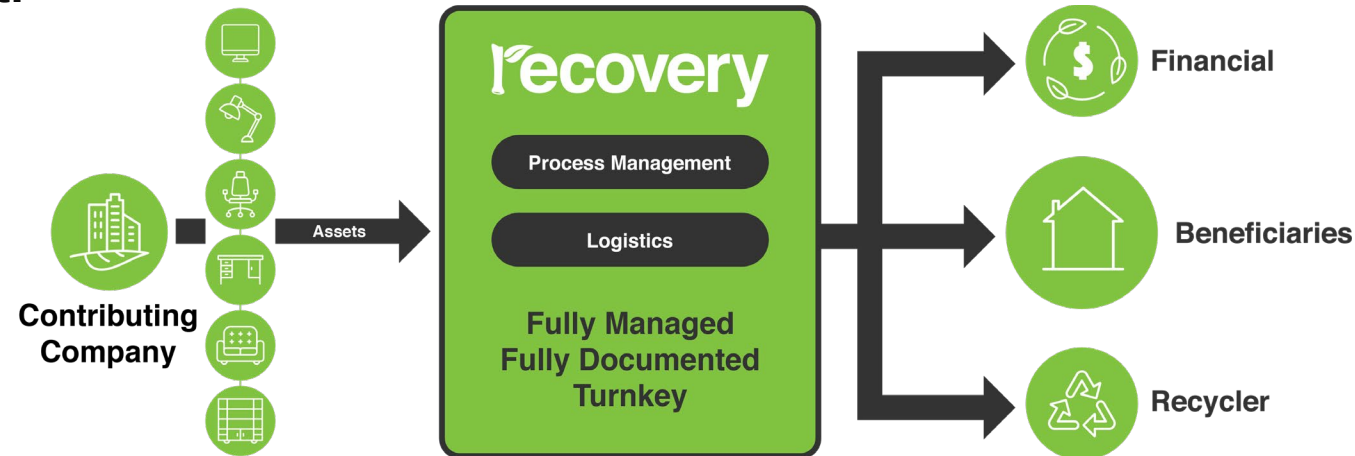 Contributing
Company
Assets
recovery
Process Management
Logistics
Fully Managed
Fully Documented
Turnkey
$
Financial
Beneficiaries
Recycler